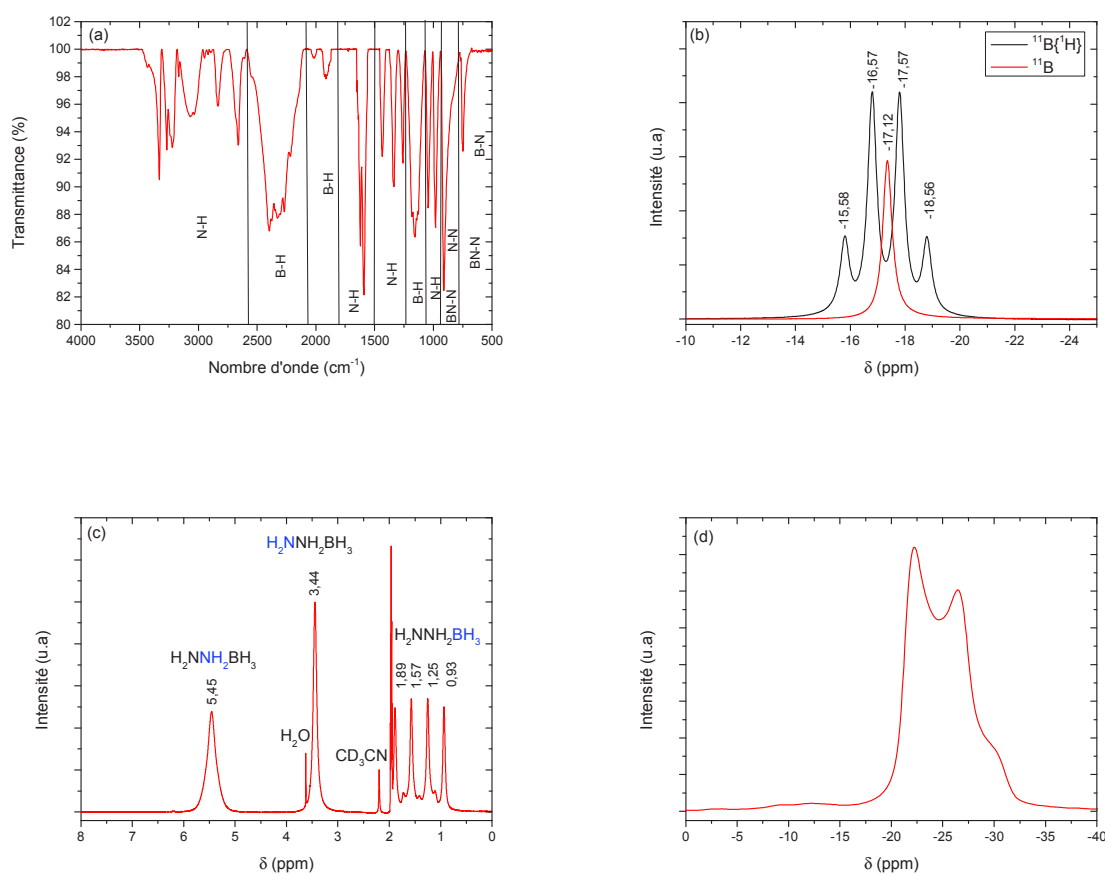 (a)
100
98
96
94
92
90
88
86
84
82
80
Transmittance (%)
N-H
B-H
B-H
N-H
N-H
B-H
N-H
BN-N
N-N
BN-N
B-N
4000 3500 3000 2500 2000 1500 1000 500
Nombre d'onde (cm⁻¹)
(b)
¹¹B{¹H}
¹¹B
Intensité (u.a)
-15,58
-16,57
-17,12
-17,57
-18,56
-10 -12 -14 -16 -18 -20 -22 -24
δ (ppm)
(c)
Intensité (u.a)
H₂NNH₂BH₃
5,45
H₂O
H₂NNH₂BH₃
3,44
CD₃CN
H₂NNH₂BH₃
1,89
1,57
1,25
0,93
8 7 6 5 4 3 2 1 0
δ (ppm)
(d)
Intensité (u.a)
0 -5 -10 -15 -20 -25 -30 -35 -40
δ (ppm)